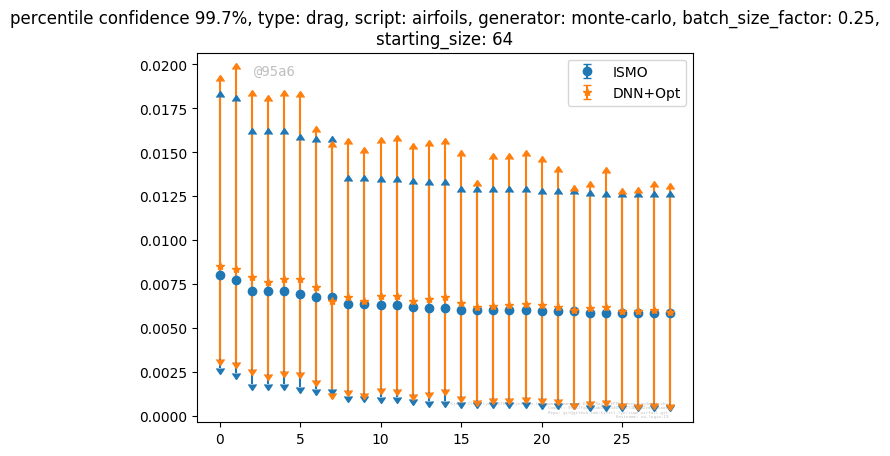 percentile confidence 99.7%, type: drag, script: airfoils, generator: monte-carlo, batch_size_factor: 0.25,
starting_size: 64
@95a6
ISMO
DNN+Opt
0.0200
0.0175
0.0150
0.0125
0.0100
0.0075
0.0050
0.0025
0.0000
0 5 10 15 20 25